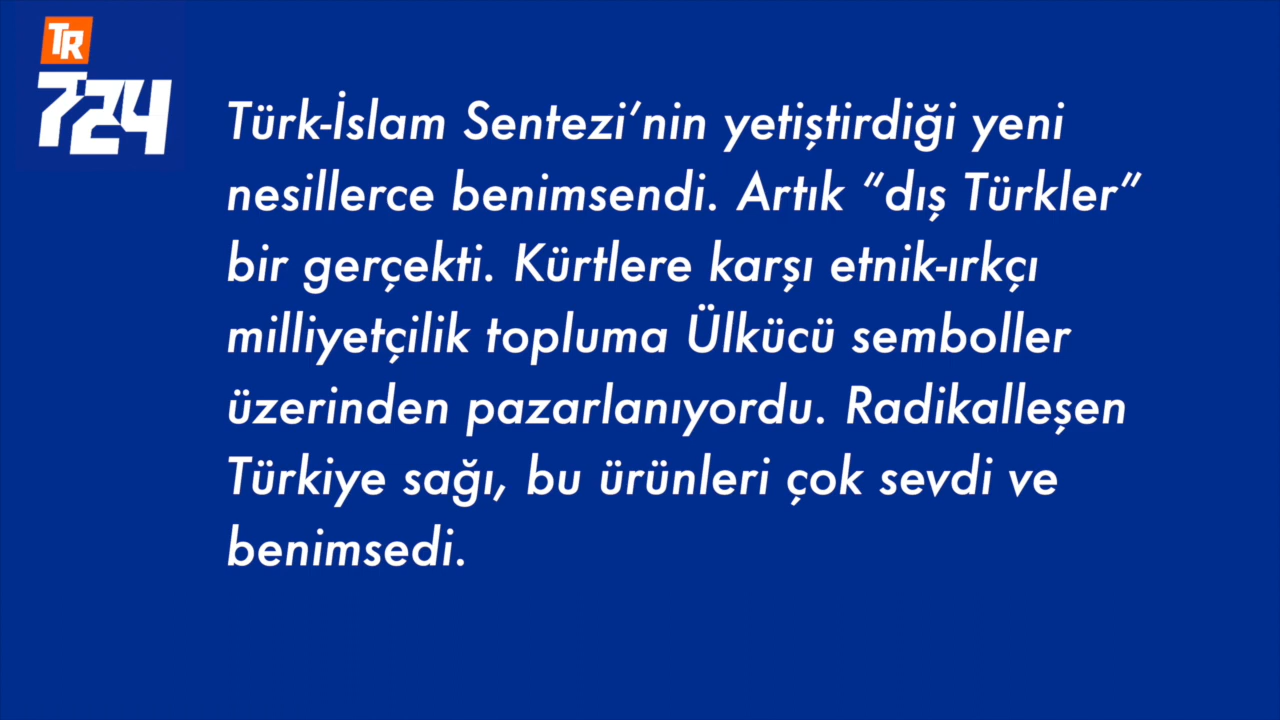 TR
724
Türk-İslam Sentezi’nin yetiştirdiği yeni
nesillerce benimsendi. Artık “dış Türkler”
bir gerçekti. Kürtlere karşı etnik-ırkçı
milliyetçilik topluma Ülkücü semboller
üzerinden pazarlanıyordu. Radikalleşen
Türkiye sağı, bu ürünleri çok sevdi ve
benimsedi.